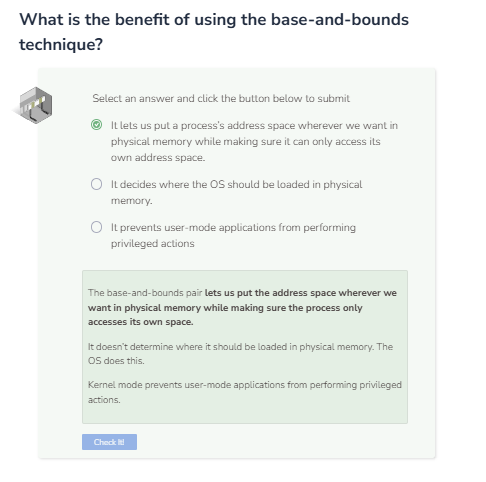 What is the benefit of using the base-and-bounds
technique?
Select an answer and click the button below to submit
It lets us put a process's address space wherever we want in
physical memory while making sure it can only access its
own address space.
It decides where the OS should be loaded in physical
memory.
It prevents user-mode applications from performing
privileged actions
The base-and-bounds pair lets us put the address space wherever we
want in physical memory while making sure the process only
accesses its own space.
It doesn't determine where it should be loaded in physical memory. The
OS does this.
Kernel mode prevents user-mode applications from performing privileged
actions.
Check It!